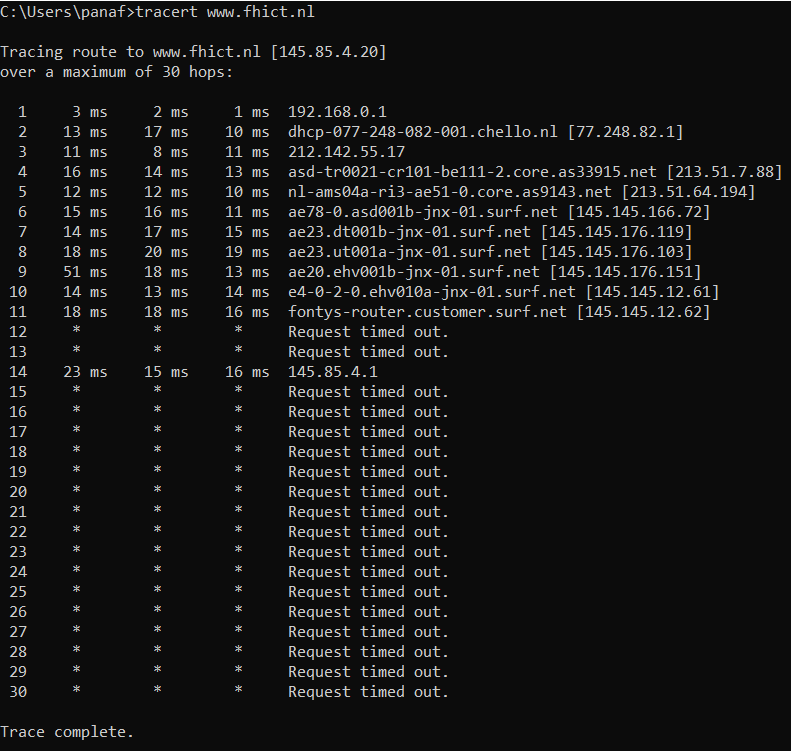 C:\Users\panaf>tracert www.fhict.nl
Tracing route to www.fhict.nl [145.85.4.20]
over a maximum of 30 hops:
1 3 ms 2 ms 1 ms 192.168.0.1
2 13 ms 17 ms 10 ms dhcp-077-248-082-001.chello.nl [77.248.82.1]
3 11 ms 8 ms 11 ms 212.142.55.17
4 16 ms 14 ms 13 ms asd-tr0021-cr101-be111-2.core.as33915.net [213.51.7.88]
5 12 ms 12 ms 10 ms nl-ams04a-ri3-ae51-0.core.as9143.net [213.51.64.194]
6 15 ms 16 ms 11 ms ae78-0.asd001b-jnx-01.surf.net [145.145.166.72]
7 14 ms 17 ms 15 ms ae23.dt001b-jnx-01.surf.net [145.145.176.119]
8 18 ms 20 ms 19 ms ae23.ut001a-jnx-01.surf.net [145.145.176.103]
9 51 ms 18 ms 13 ms ae20.ehv001b-jnx-01.surf.net [145.145.176.151]
10 14 ms 13 ms 14 ms e4-0-2-0.ehv010a-jnx-01.surf.net [145.145.12.61]
11 18 ms 18 ms 16 ms fontys-router.customer.surf.net [145.145.12.62]
12 * * * Request timed out.
13 * * * Request timed out.
14 23 ms 15 ms 16 ms 145.85.4.1
15 * * * Request timed out.
16 * * * Request timed out.
17 * * * Request timed out.
18 * * * Request timed out.
19 * * * Request timed out.
20 * * * Request timed out.
21 * * * Request timed out.
22 * * * Request timed out.
23 * * * Request timed out.
24 * * * Request timed out.
25 * * * Request timed out.
26 * * * Request timed out.
27 * * * Request timed out.
28 * * * Request timed out.
29 * * * Request timed out.
30 * * * Request timed out.
Trace complete.